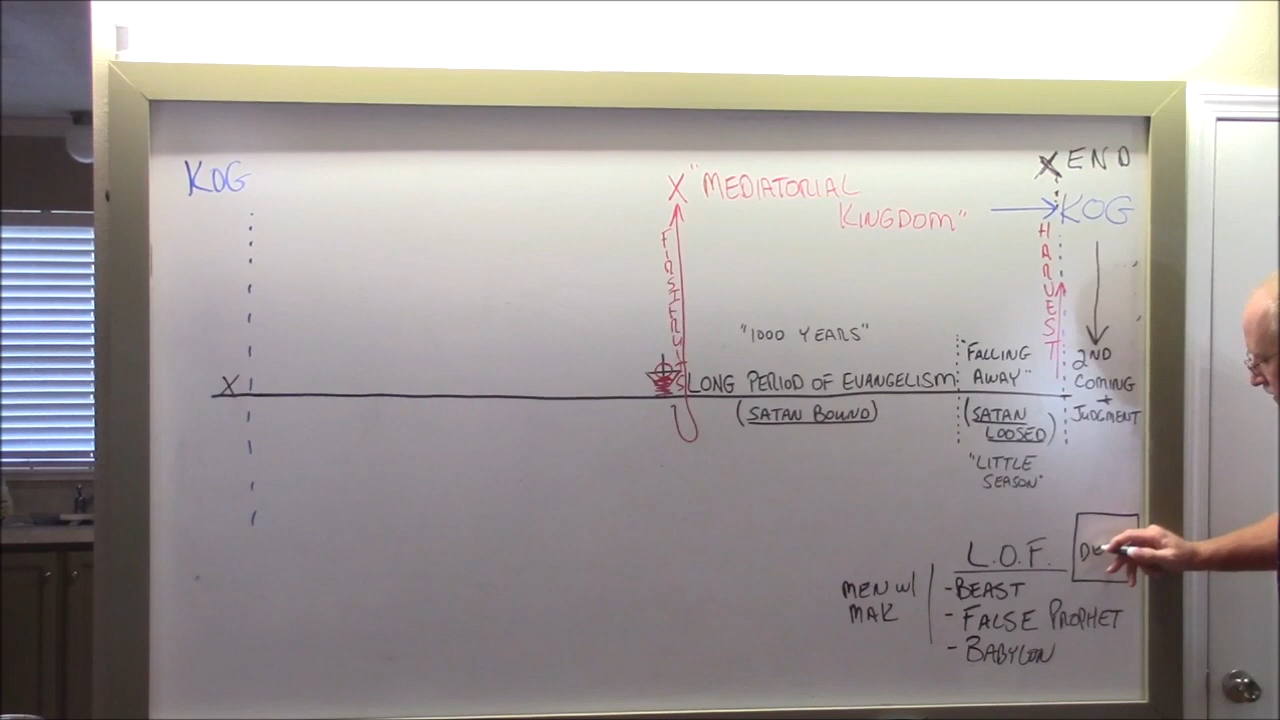 KOG
X "MEDIATORIAL
KINGDOM"
X END
KOG
FIRSTFRUITS
HARVEST
"1000 YEARS"
X
LONG PERIOD OF EVANGELISM
(SATAN BOUND)
"FALLING
AWAY"
(SATAN
LOOSED)
"LITTLE
SEASON"
2ND
COMING
+
JUDGMENT
L.O.F.
MEN W/
MAK
-BEAST
- FALSE PROPHET
- BABYLON